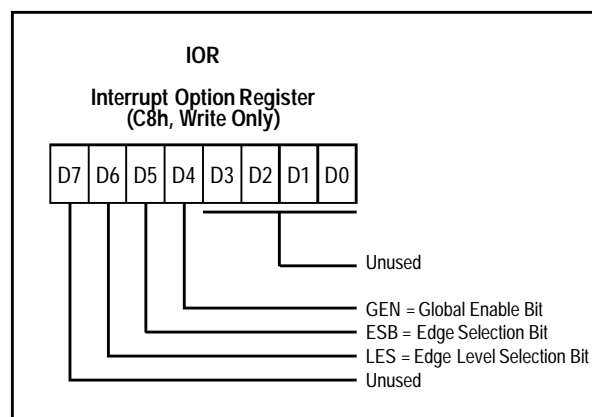 IOR
Interrupt Option Register
(C8h, Write Only)
D7 D6 D5 D4 D3 D2 D1 D0
Unused
GEN = Global Enable Bit
ESB = Edge Selection Bit
LES = Edge Level Selection Bit
Unused